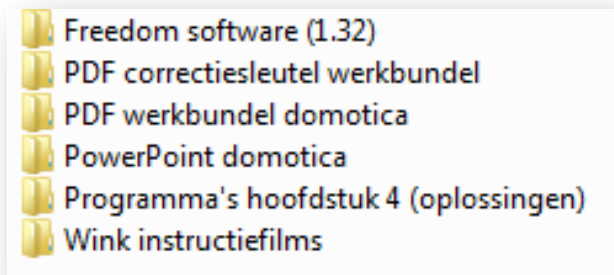 Freedom software (1.32)
PDF correctiesleutel werkbundel
PDF werkbundel domotica
PowerPoint domotica
Programma's hoofdstuk 4 (oplossingen)
Wink instructiefilms